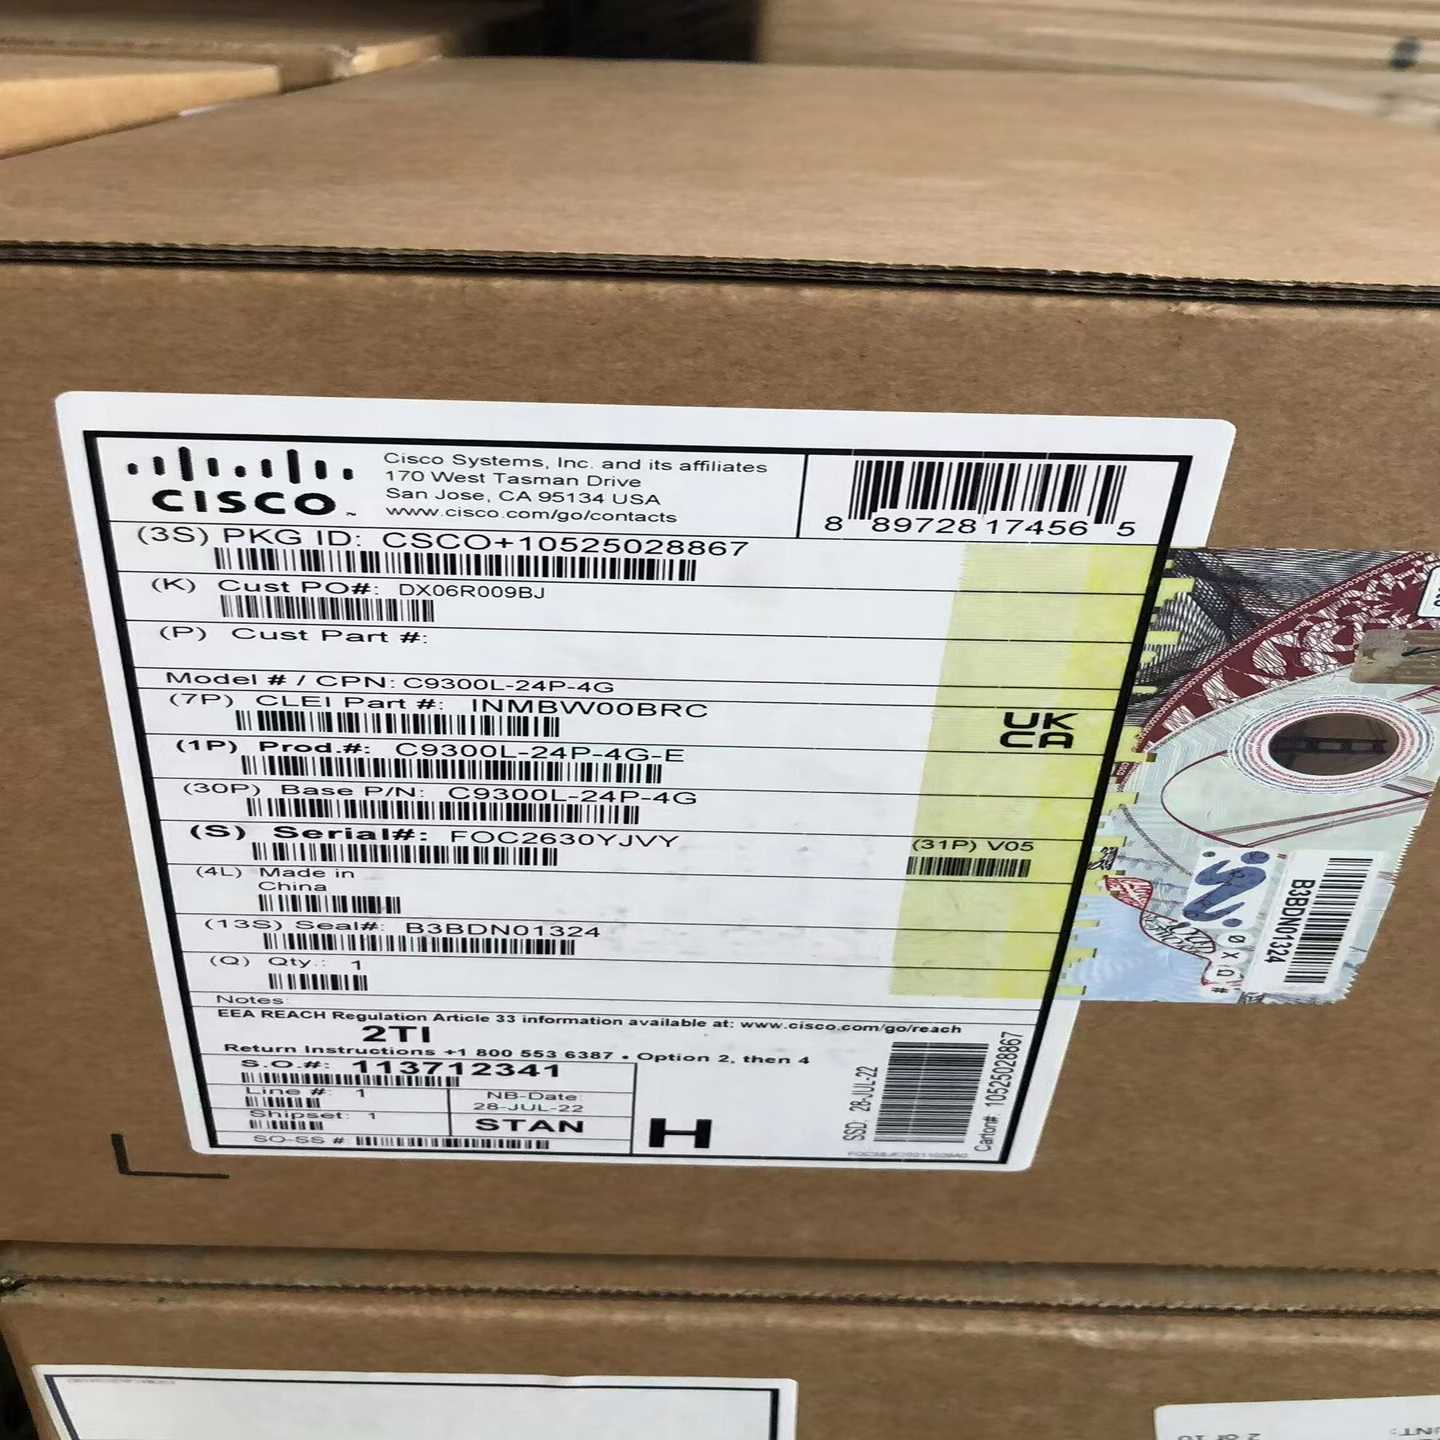 CISCO
Cisco Systems, Inc. and its affiliates
170 West Tasman Drive
San Jose, CA 95134 USA
www.cisco.com/go/contacts
8 89728 17456 5
(3S) PKG ID: CSCO+10525028867
(K) Cust PO#: DX06R009BJ
(P) Cust Part #:
Model # / CPN: C9300L-24P-4G
(7P) CLEI Part #: INMBW00BRC
UK CA
(1P) Prod.#: C9300L-24P-4G-E
(30P) Base P/N: C9300L-24P-4G
(S) Serial#: FOC2630YJVY
(31P) V05
(4L) Made in
China
(13S) Seal#: B3BDN01324
(Q) Qty.: 1
Notes:
EEA REACH Regulation Article 33 information available at: www.cisco.com/go/reach
2TI
Return Instructions +1 800 553 6387 • Option 2, then 4
S.O.#: 113712341
Line #: 1
NB-Date:
28-JUL-22
Shipset: 1
STAN
SO-SS #
H
SSD: 28-JUL-22
Carton#: 10525028867
B3BDN01324
2 of 10